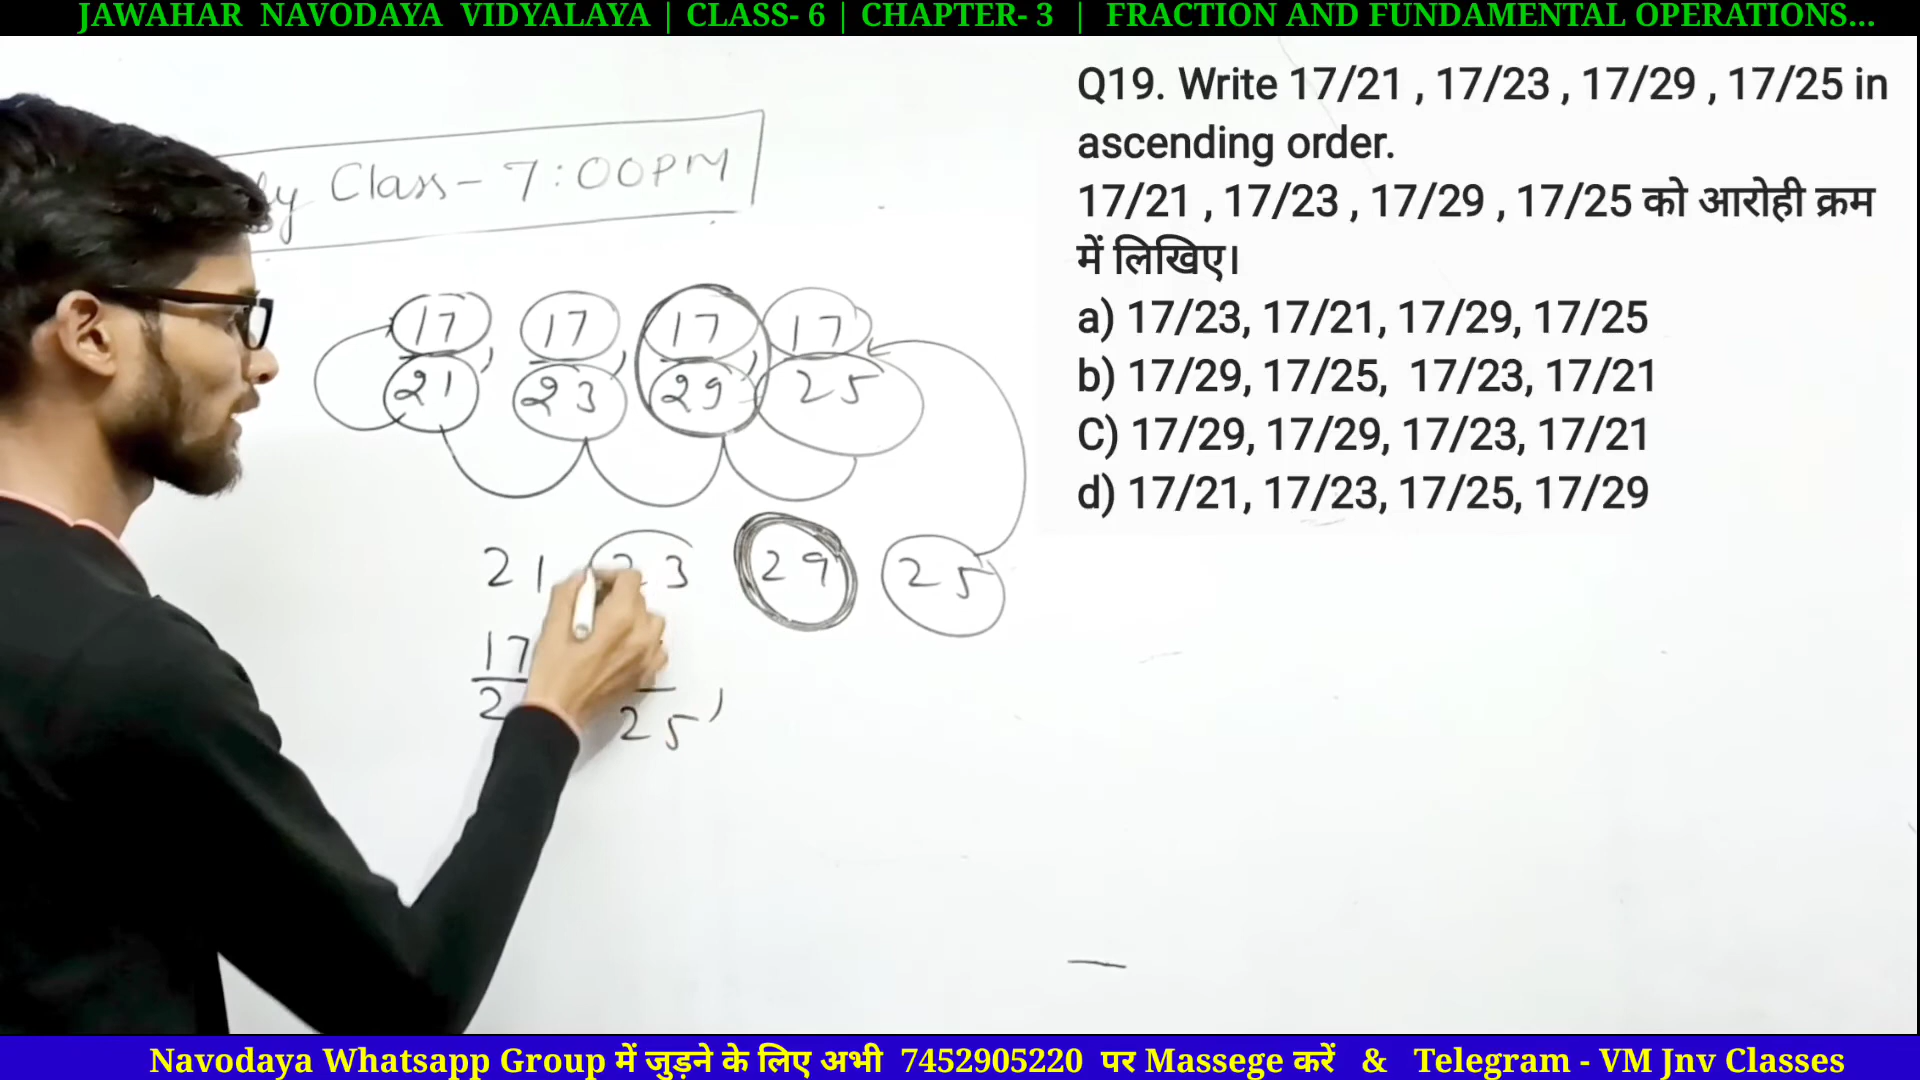 JAWAHAR NAVODAYA VIDYALAYA | CLASS- 6 | CHAPTER- 3 | FRACTION AND FUNDAMENTAL OPERATIONS...
Class - 7:00PM
17/21, 17/23, 17/29, 17/25
21 23 29 25
17
25,
Q19. Write 17/21 , 17/23 , 17/29 , 17/25 in
ascending order.
17/21 , 17/23 , 17/29 , 17/25 को आरोही क्रम
में लिखिए।
a) 17/23, 17/21, 17/29, 17/25
b) 17/29, 17/25, 17/23, 17/21
C) 17/29, 17/29, 17/23, 17/21
d) 17/21, 17/23, 17/25, 17/29
Navodaya Whatsapp Group में जुड़ने के लिए अभी 7452905220 पर Massege करें & Telegram - VM Jnv Classes